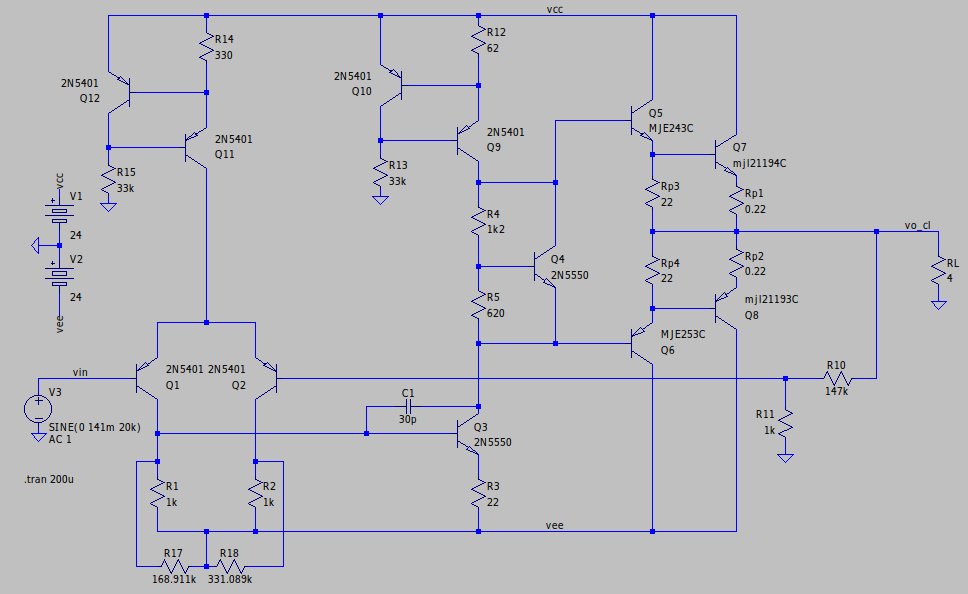 vcc
R14
330
R12
62
2N5401
Q12
2N5401
Q10
Q5
MJE243C
2N5401
Q11
2N5401
Q9
Q7
mjl21194C
R15
33k
R13
33k
vcc
V1
24
Rp3
22
Rp1
0.22
R4
1k2
vo_cl
V2
24
Q4
2N5550
Rp4
22
Rp2
0.22
RL
4
R5
620
mjl21193C
Q8
vee
MJE253C
Q6
vin
2N5401
Q1
2N5401
Q2
R10
147k
V3
SINE(0 141m 20k)
AC 1
C1
30p
R11
1k
Q3
2N5550
.tran 200u
R1
1k
R2
1k
R3
22
vee
R17
168.911k
R18
331.089k